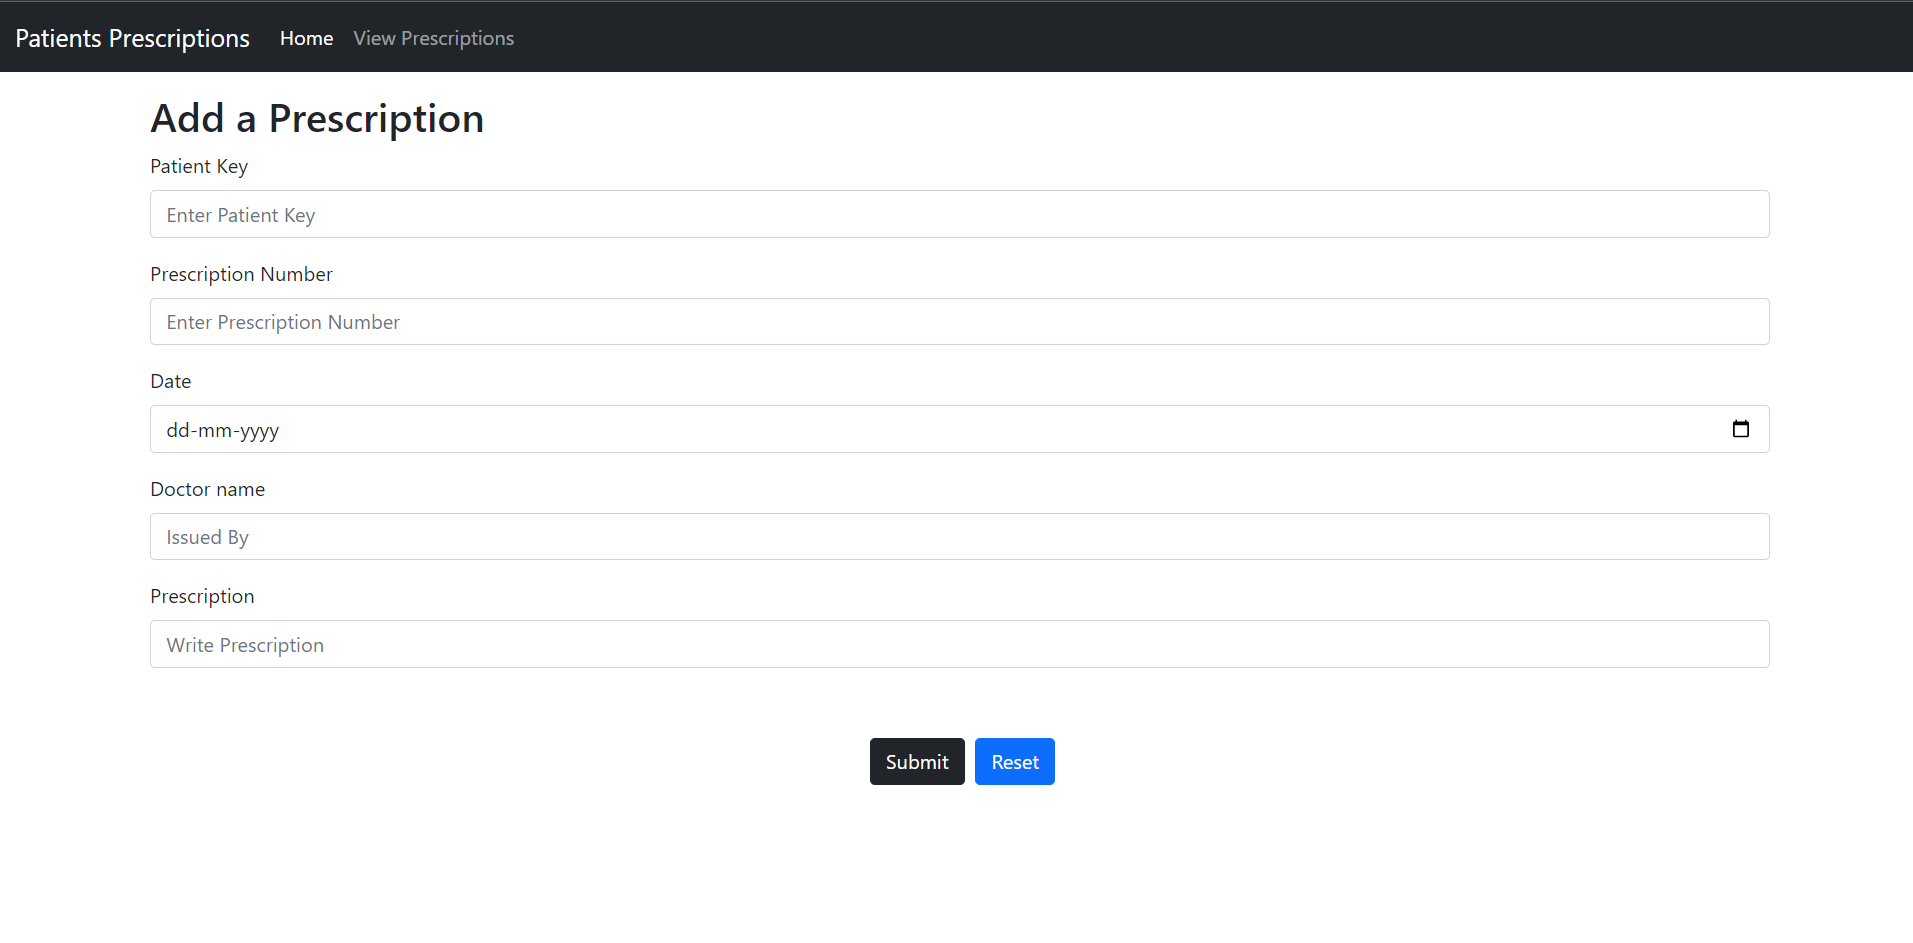 Patients Prescriptions Home View Prescriptions
Add a Prescription
Patient Key
Enter Patient Key
Prescription Number
Enter Prescription Number
Date
dd-mm-yyyy
Doctor name
Issued By
Prescription
Write Prescription
Submit Reset